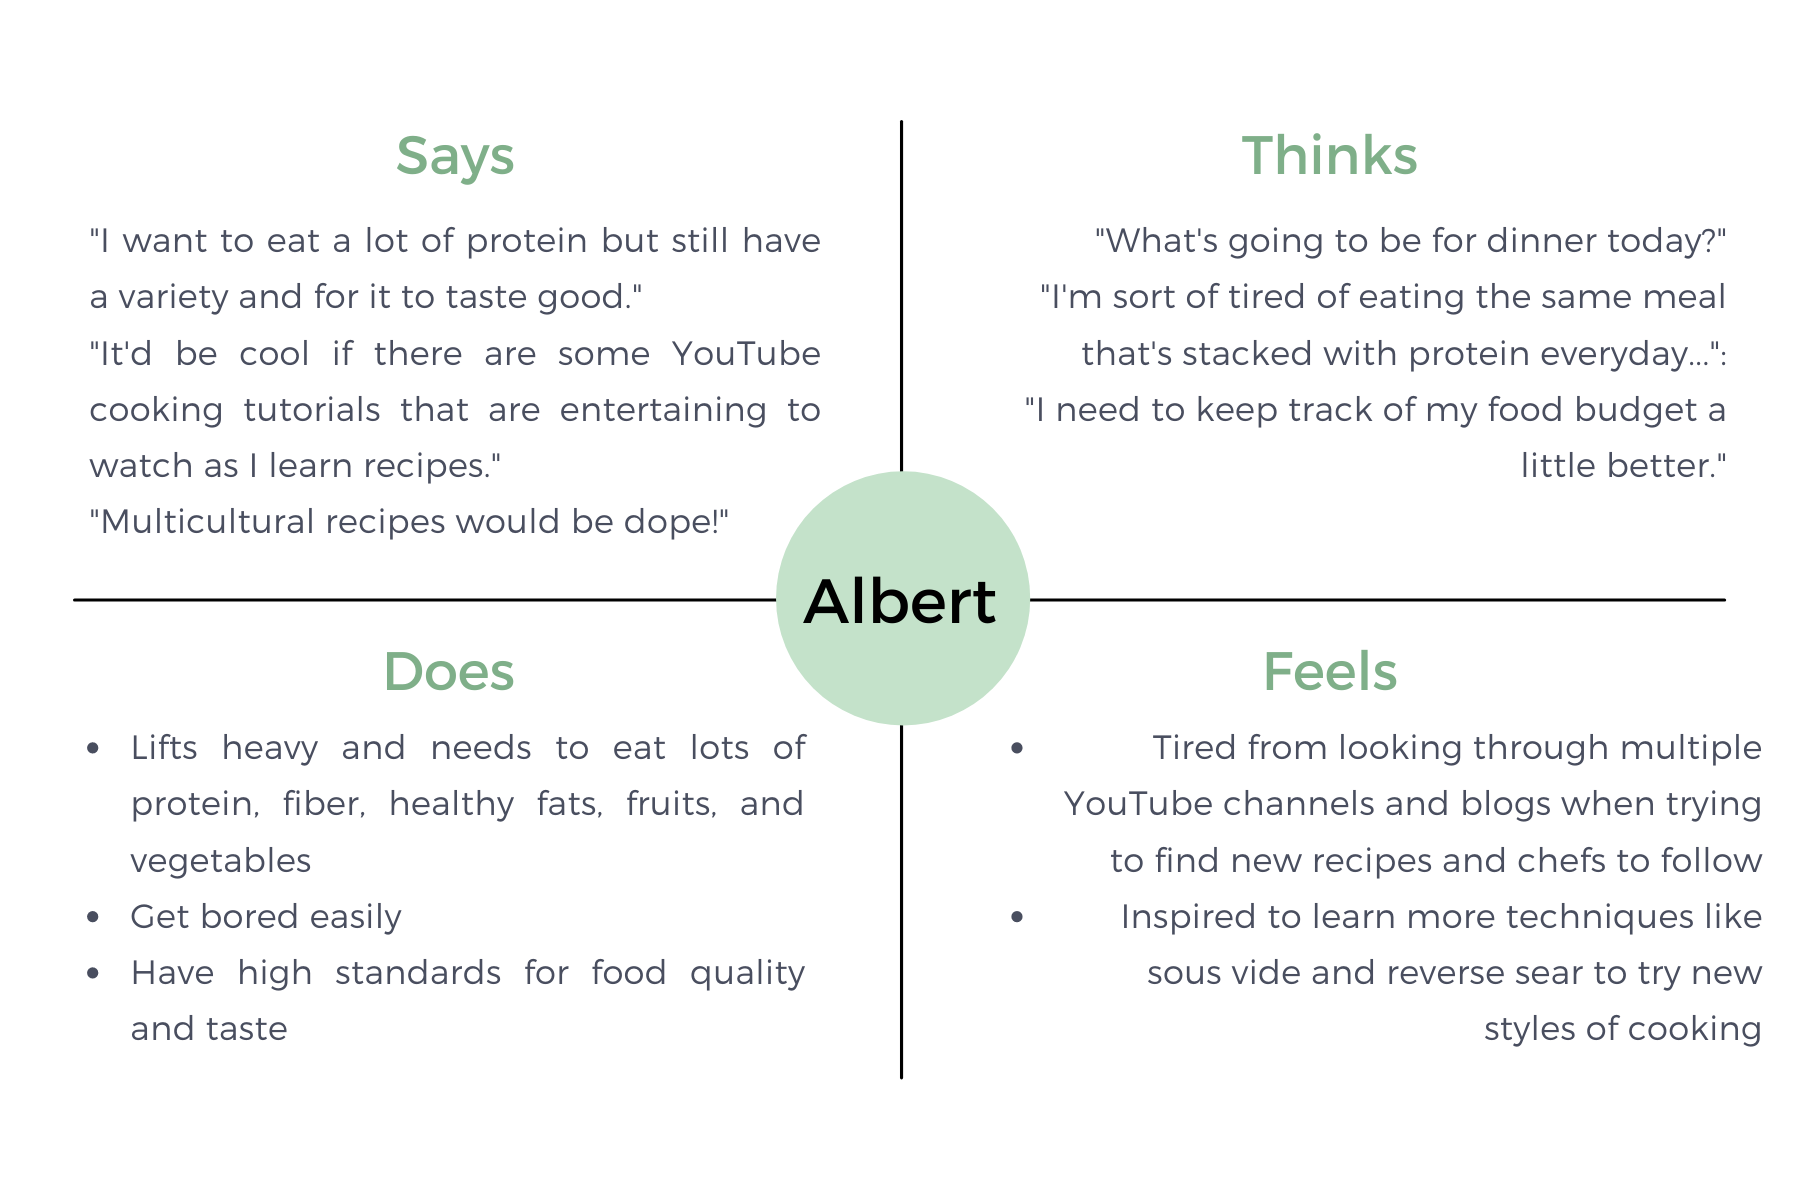 Says
"I want to eat a lot of protein but still have
a variety and for it to taste good."
"It'd be cool if there are some YouTube
cooking tutorials that are entertaining to
watch as I learn recipes."
"Multicultural recipes would be dope!"
Thinks
"What's going to be for dinner today?"
"I'm sort of tired of eating the same meal
that's stacked with protein everyday...":
"I need to keep track of my food budget a
little better."
Albert
Does
• Lifts heavy and needs to eat lots of
protein, fiber, healthy fats, fruits, and
vegetables
• Get bored easily
• Have high standards for food quality
and taste
Feels
• Tired from looking through multiple
YouTube channels and blogs when trying
to find new recipes and chefs to follow
• Inspired to learn more techniques like
sous vide and reverse sear to try new
styles of cooking